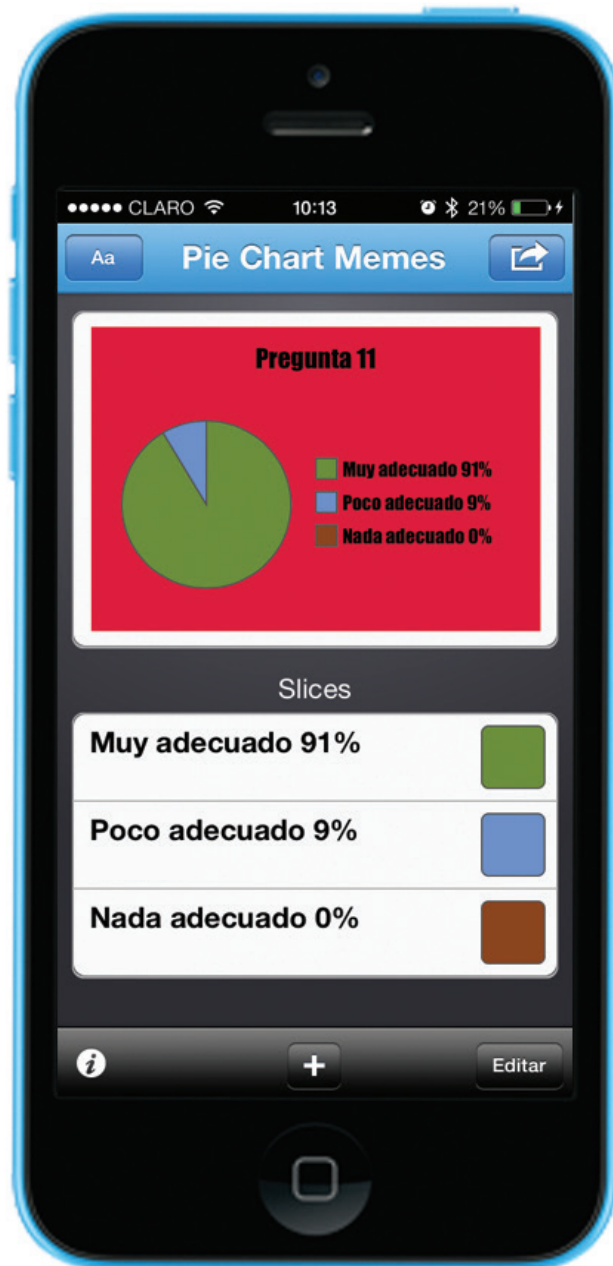 CLARO 10:13 21%
Aa Pie Chart Memes
Pregunta 11
Muy adecuado 91%
Poco adecuado 9%
Nada adecuado 0%
Slices
Muy adecuado 91%
Poco adecuado 9%
Nada adecuado 0%
i + Editar